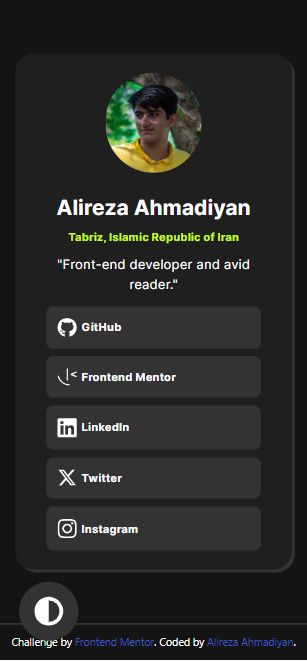 Alireza Ahmadiyan
Tabriz, Islamic Republic of Iran
"Front-end developer and avid
reader."
GitHub
Frontend Mentor
LinkedIn
Twitter
Instagram
Challenge by Frontend Mentor. Coded by Alireza Ahmadiyan.